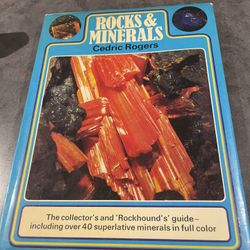 ROCKS &
MINERALS
Cedric Rogers
The collector's and 'Rockhound's' guide –
including over 40 superlative minerals in full color